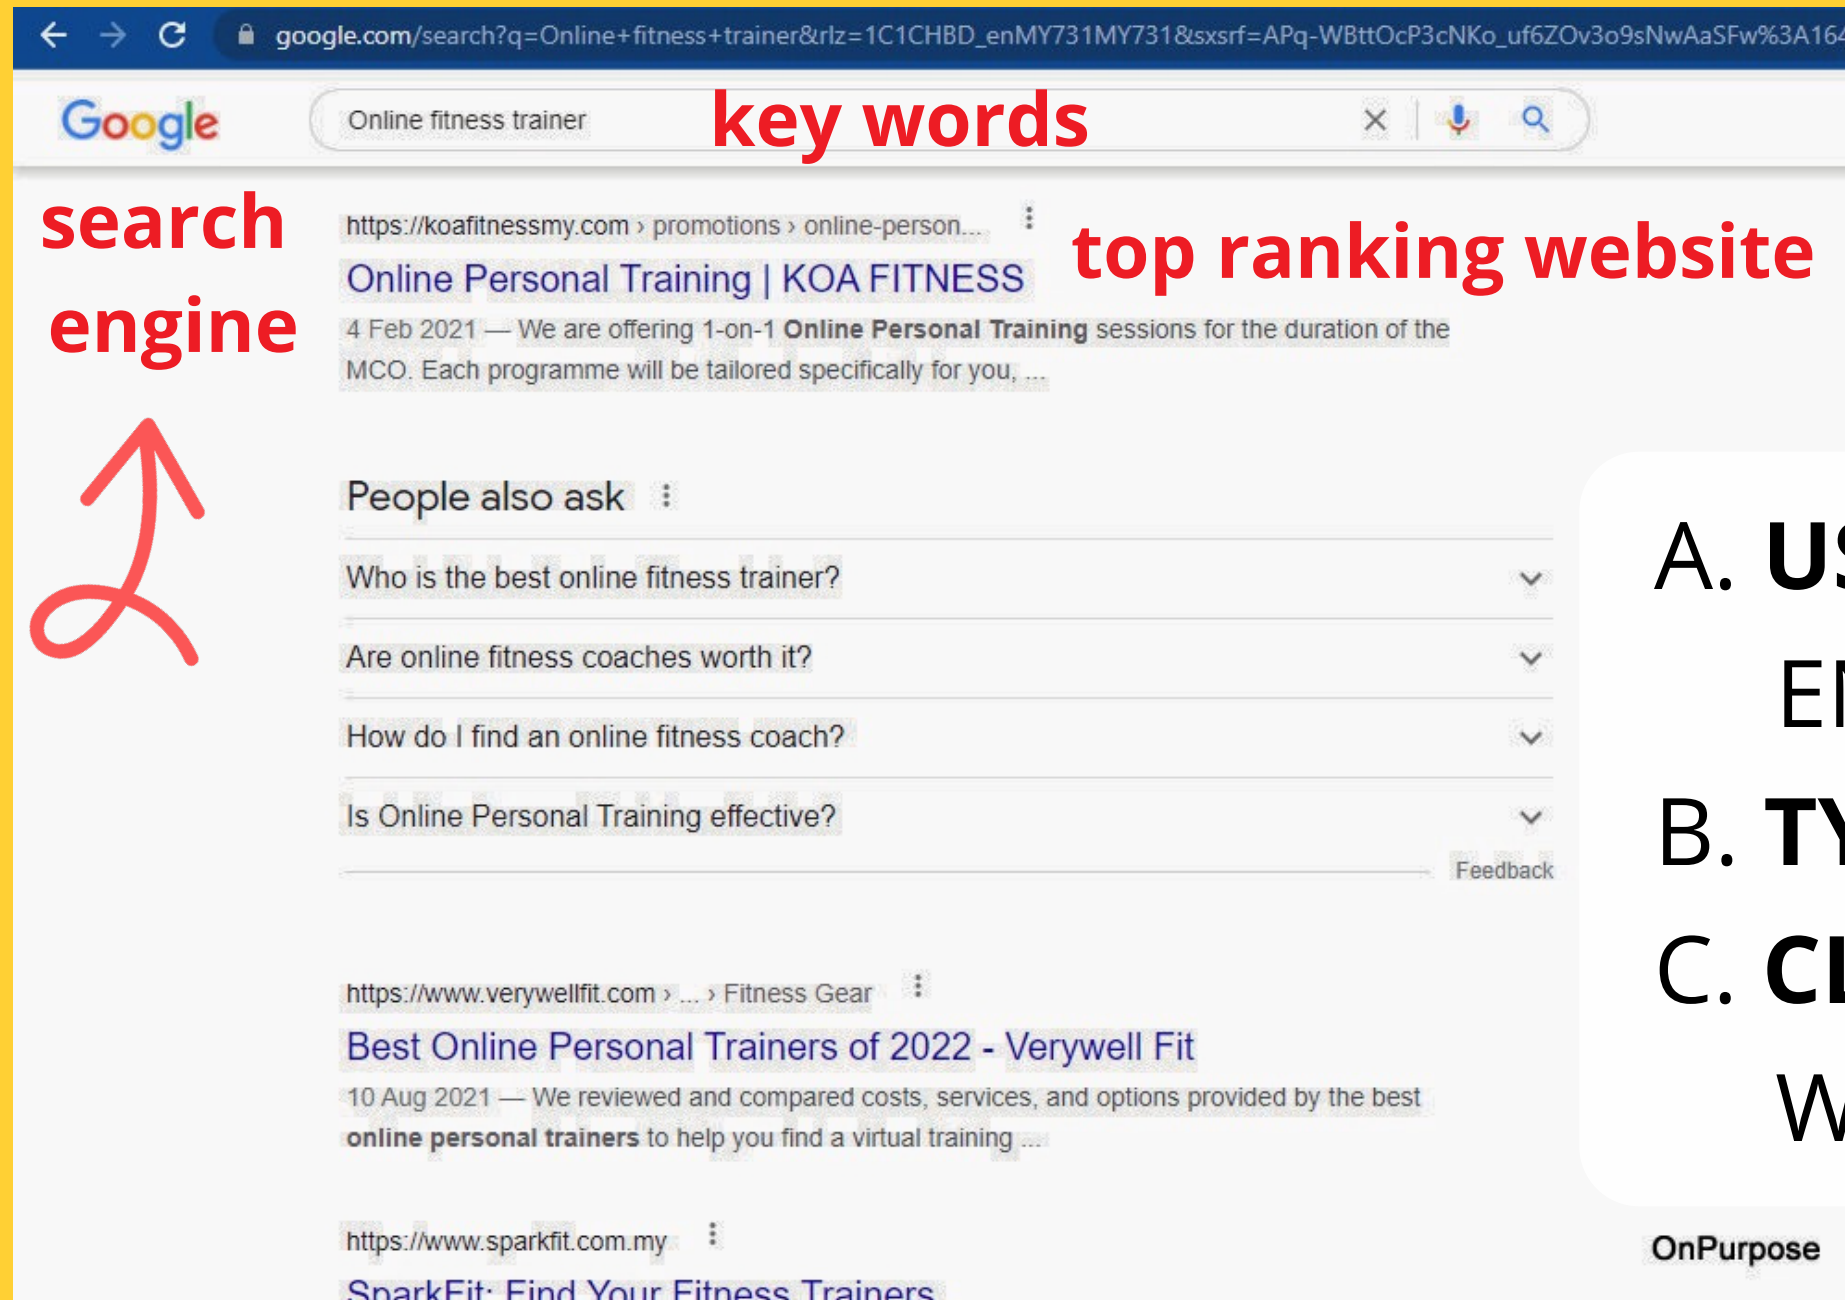 google.com/search?q=Online+fitness+trainer&rlz=1C1CHBD_enMY731MY731&sxsrf=APq-WBttOcP3cNKo_uf6ZOv3o9sNwAaSFw%3A164
Google
Online fitness trainer
key words
search
engine
https://koafitnessmy.com › promotions › online-person...
Online Personal Training | KOA FITNESS
top ranking website
4 Feb 2021 — We are offering 1-on-1 Online Personal Training sessions for the duration of the
MCO. Each programme will be tailored specifically for you, ...
People also ask
Who is the best online fitness trainer?
Are online fitness coaches worth it?
How do I find an online fitness coach?
Is Online Personal Training effective?
Feedback
A.
B.
C.
https://www.verywellfit.com › ... › Fitness Gear
Best Online Personal Trainers of 2022 - Verywell Fit
10 Aug 2021 — We reviewed and compared costs, services, and options provided by the best
online personal trainers to help you find a virtual training ...
https://www.sparkfit.com.my
SparkFit: Find Your Fitness Trainers
OnPurpose